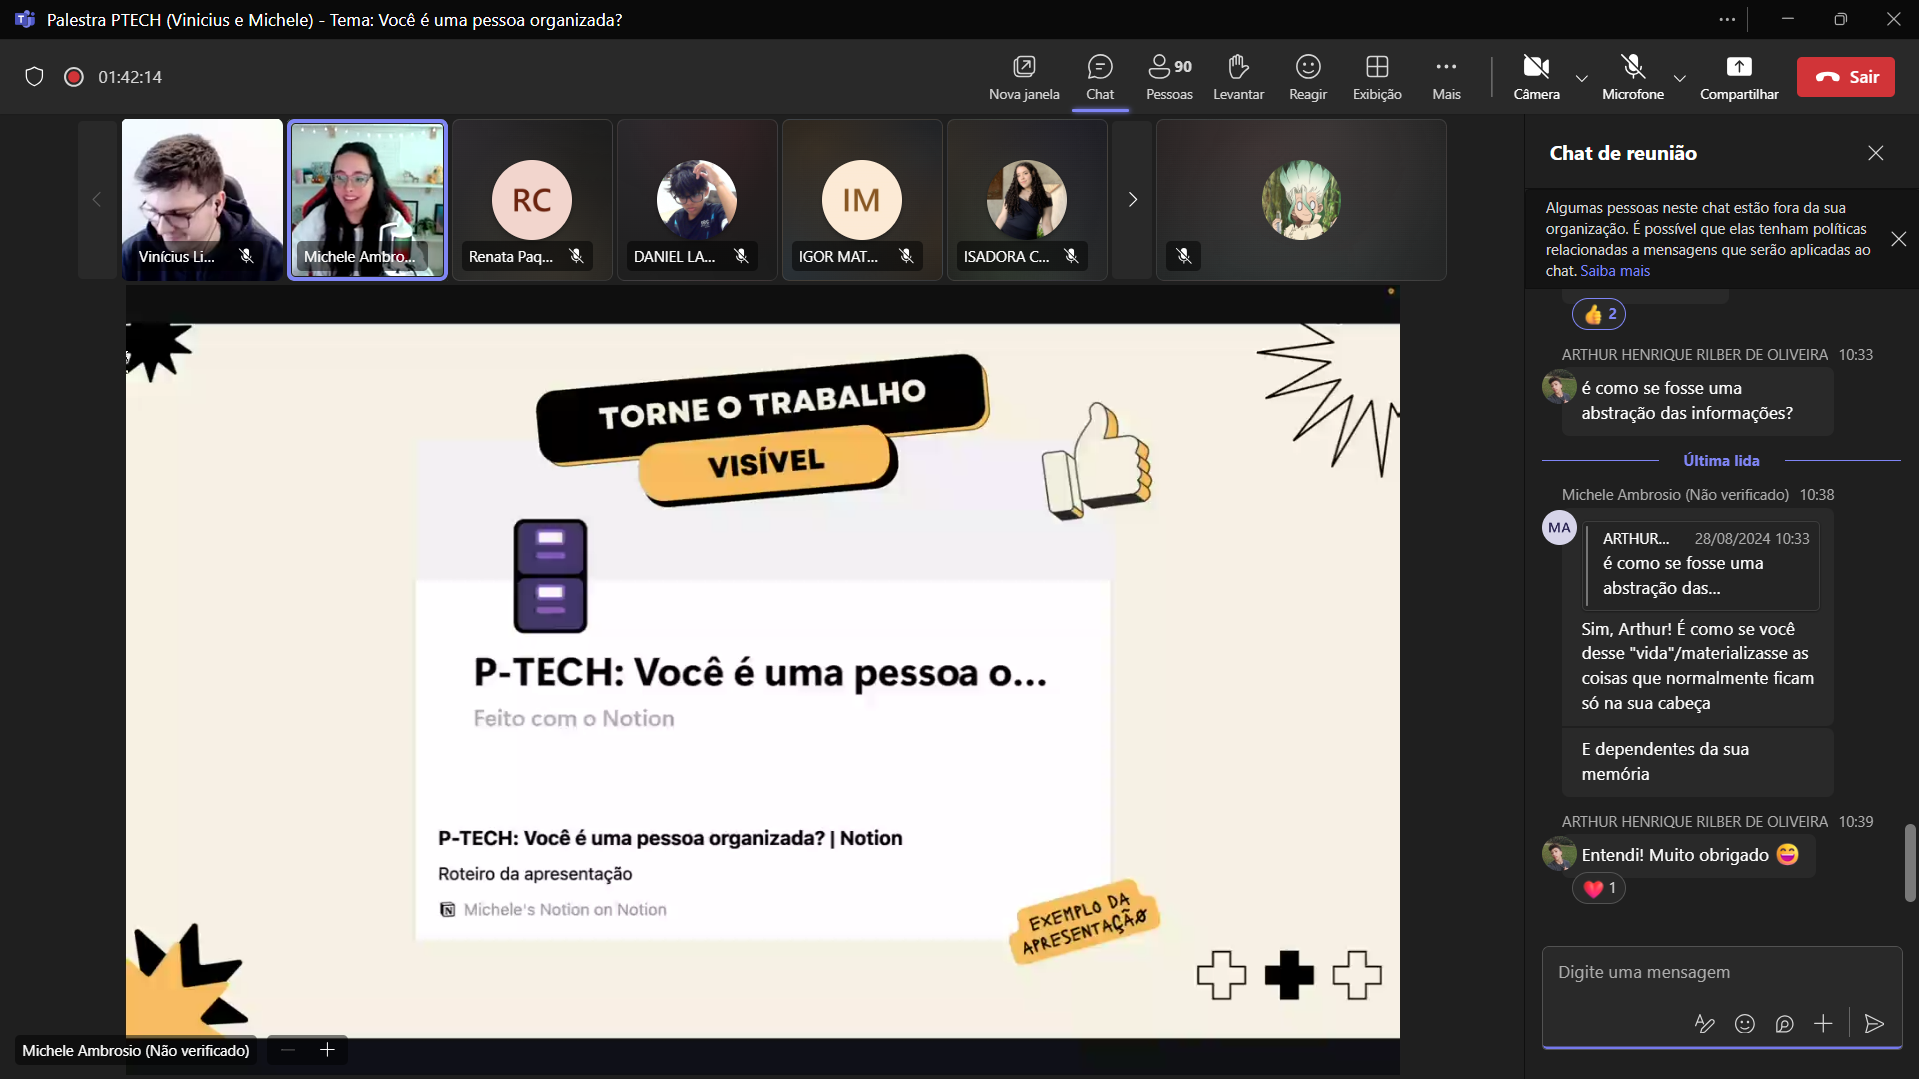 Palestra PTECH (Vinicius e Michele) - Tema: Você é uma pessoa organizada?
01:42:14
Nova janela
Chat
90
Pessoas
Levantar
Reagir
Exibição
Mais
Câmera
Microfone
Compartilhar
Sair
Vinícius Li...
Michele Ambro...
RC
Renata Paq...
DANIEL LA...
IM
IGOR MAT...
ISADORA C...
TORNE O TRABALHO
VISÍVEL
P-TECH: Você é uma pessoa o...
Feito com o Notion
P-TECH: Você é uma pessoa organizada? | Notion
Roteiro da apresentação
Michele's Notion on Notion
EXEMPLO DA
APRESENTAÇÃO
Michele Ambrosio (Não verificado)
Chat de reunião
Algumas pessoas neste chat estão fora da sua
organização. É possível que elas tenham políticas
relacionadas a mensagens que serão aplicadas ao
chat. Saiba mais
2
ARTHUR HENRIQUE RILBER DE OLIVEIRA 10:33
é como se fosse uma
abstração das informações?
Última lida
Michele Ambrosio (Não verificado) 10:38
MA
ARTHUR... 28/08/2024 10:33
é como se fosse uma
abstração das...
Sim, Arthur! É como se você
desse "vida"/materializasse as
coisas que normalmente ficam
só na sua cabeça
E dependentes da sua
memória
ARTHUR HENRIQUE RILBER DE OLIVEIRA 10:39
Entendi! Muito obrigado 😄
1
Digite uma mensagem